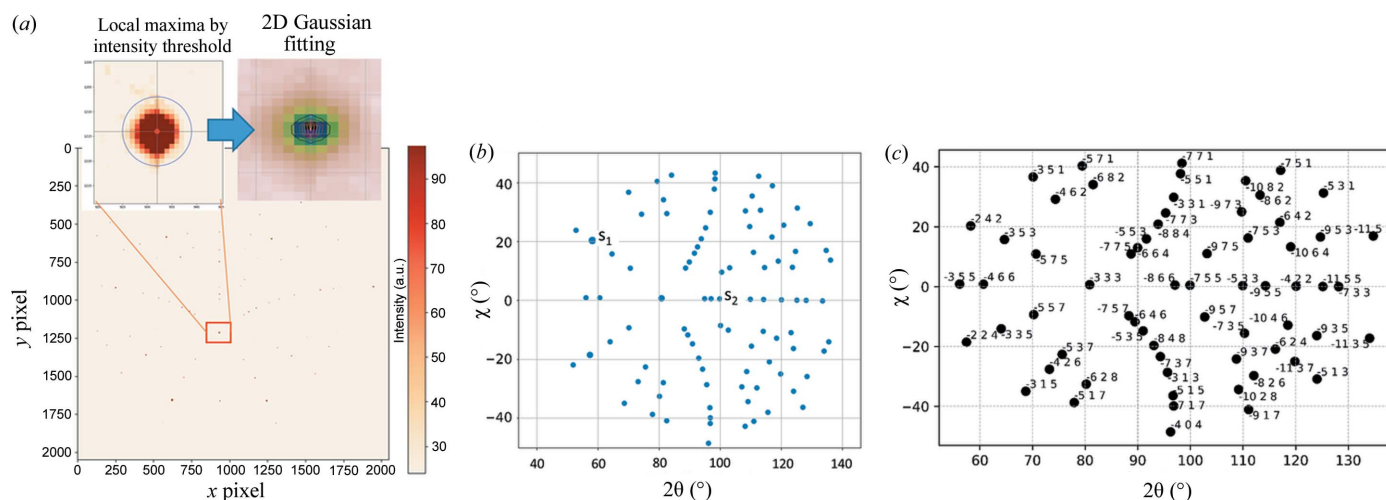 (a)
Local maxima by
intensity threshold
2D Gaussian
fitting
0
250
500
750
1000
1250
1500
1750
2000
y pixel
0 250 500 750 1000 1250 1500 1750 2000
x pixel
90
80
70
60
50
40
30
Intensity (a.u.)
(b)
40
20
0
−20
−40
χ (°)
S1
S2
40 60 80 100 120 140
2θ (°)
(c)
40
20
0
−20
−40
χ (°)
-5 7 1
-7 7 1
-7 5 1
-3 5 1
-6 8 2
-5 5 1
-10 8 2
-5 3 1
-4 6 2
-3 3 1
-9 7 3
-8 6 2
-2 4 2
-7 7 3
-6 4 2
-3 5 3
-5 5 3
-8 8 4
-7 5 3
-9 5 3
-11 5
-5 7 5
-7 7 5
-6 6 4
-9 7 5
-10 6 4
-3 5 5
-4 6 6
-3 3 3
-8 6 6
-7 5 5
-5 3 3
-9 5 5
-4 2 2
-11 5 5
-7 3 3
-5 5 7
-7 5 7
-6 4 6
-9 5 7
-10 4 6
-2 2 4
-3 3 5
-5 3 5
-8 4 8
-7 3 5
-9 3 5
-11 3 5
-5 3 7
-7 3 7
-9 3 7
-6 2 4
-4 2 6
-3 1 3
-11 3 7
-5 1 3
-3 1 5
-6 2 8
-5 1 5
-8 2 6
-5 1 7
-7 1 7
-10 2 8
-9 1 7
-4 0 4
60 70 80 90 100 110 120 130
2θ (°)